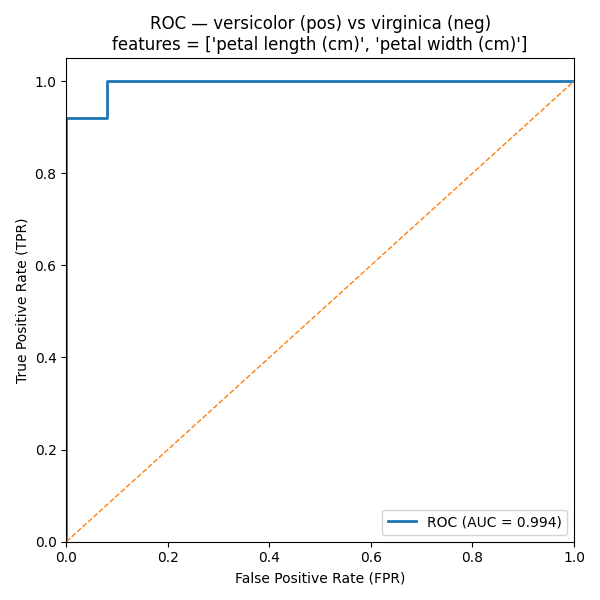 ROC — versicolor (pos) vs virginica (neg)
features = ['petal length (cm)', 'petal width (cm)']
1.0
0.8
0.6
0.4
0.2
0.0
True Positive Rate (TPR)
ROC (AUC = 0.994)
0.0 0.2 0.4 0.6 0.8 1.0
False Positive Rate (FPR)